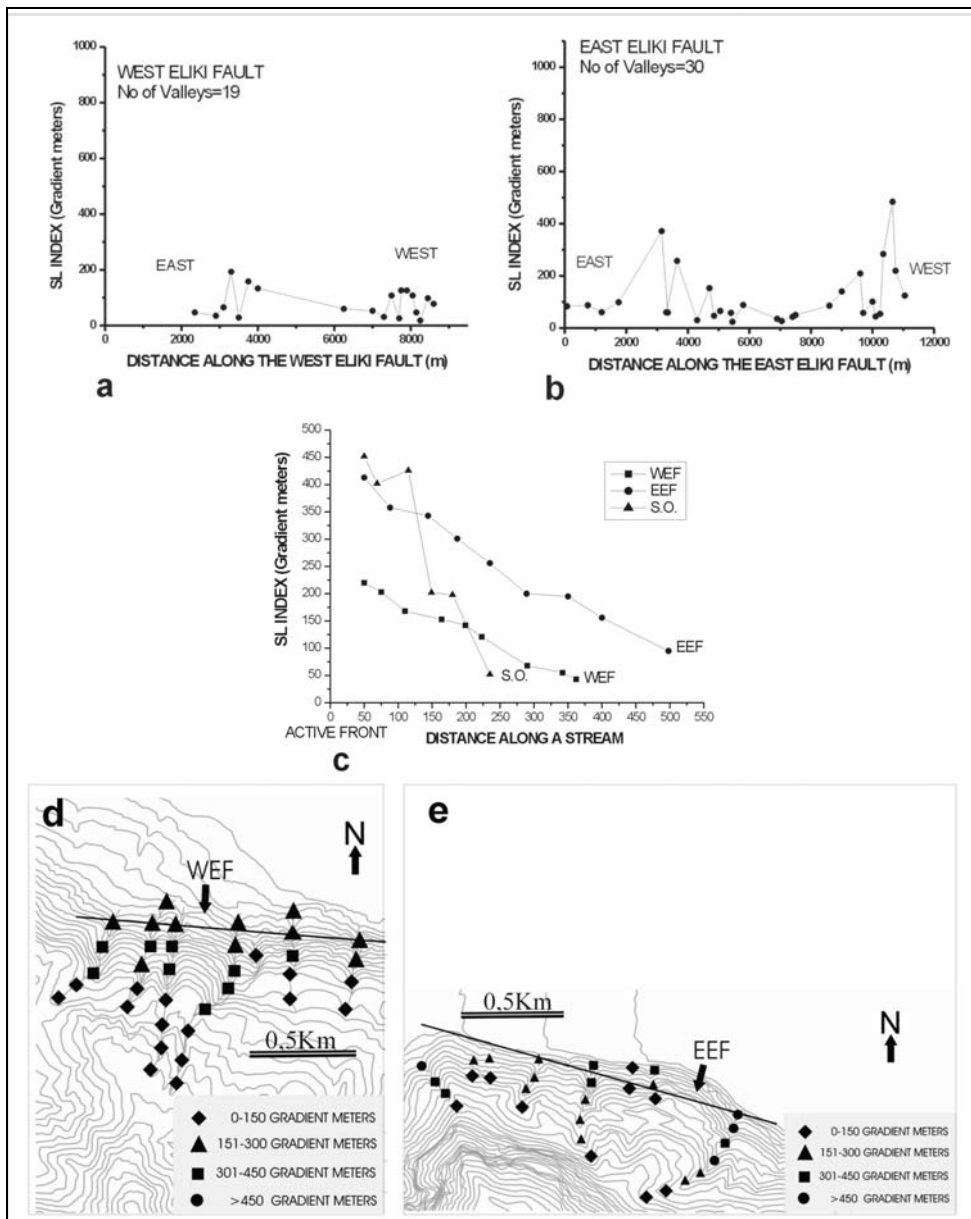 1000
WEST ELIKI FAULT
No of Valleys=19
800
600
400
200
0
SL INDEX (Gradient meters)
EAST
WEST
0 2000 4000 6000 8000 10000
DISTANCE ALONG THE WEST ELIKI FAULT (m)
a
EAST ELIKI FAULT
No of Valleys=30
1000
800
600
400
200
0
SL INDEX (Gradient meters)
EAST
WEST
0 2000 4000 6000 8000 10000 12000
DISTANCE ALONG THE EAST ELIKI FAULT (m)
b
500
450
400
350
300
250
200
150
100
50
0
SL INDEX (Gradient meters)
WEF
EEF
S.O.
EEF
S.O.
WEF
0 50 100 150 200 250 300 350 400 450 500 550
ACTIVE FRONT
DISTANCE ALONG A STREAM
c
d
N
WEF
0,5Km
0-150 GRADIENT METERS
151-300 GRADIENT METERS
301-450 GRADIENT METERS
>450 GRADIENT METERS
e
0,5Km
N
EEF
0-150 GRADIENT METERS
151-300 GRADIENT METERS
301-450 GRADIENT METERS
>450 GRADIENT METERS